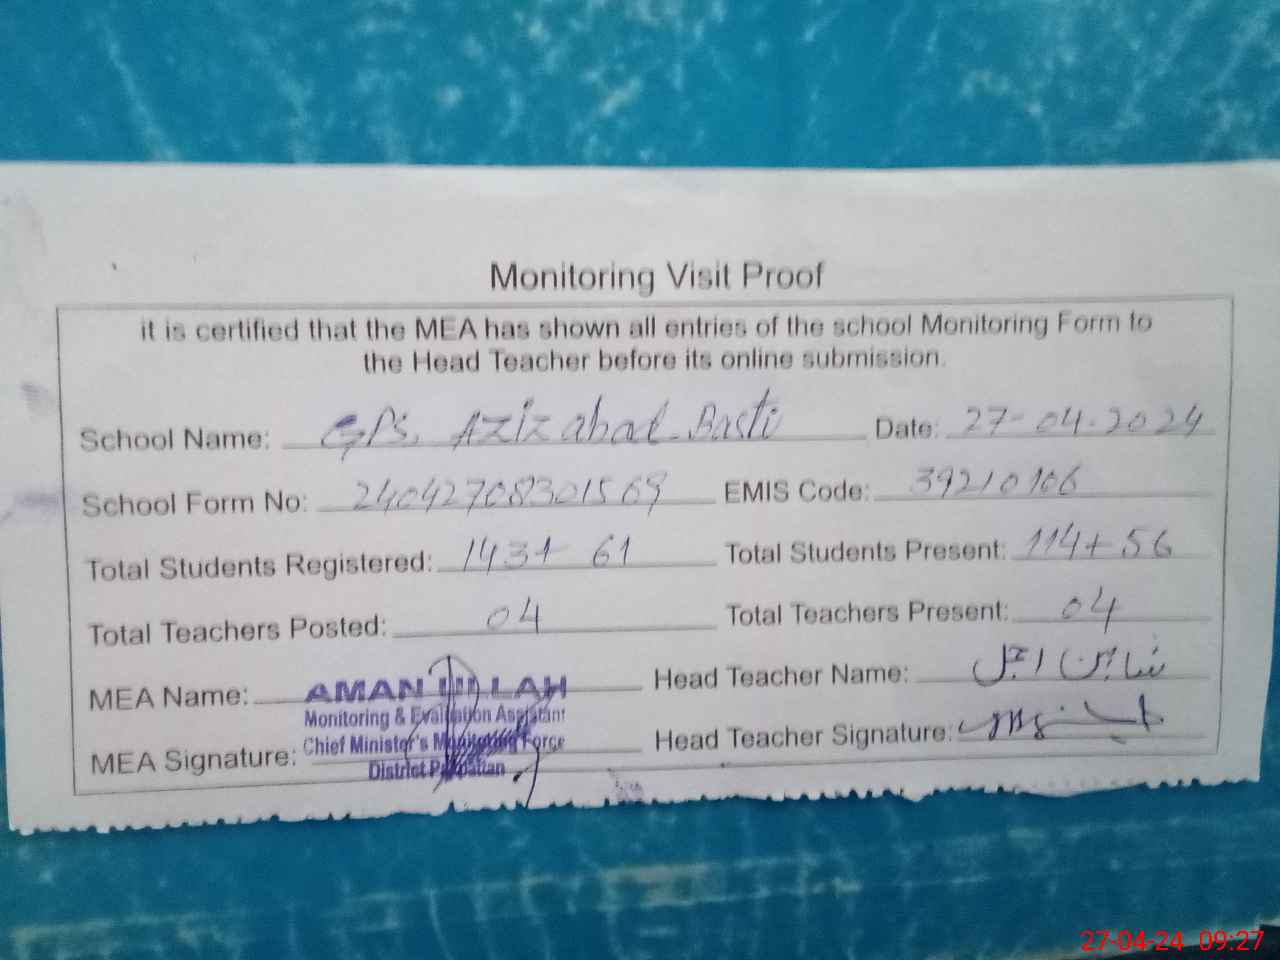 Monitoring Visit Proof
it is certified that the MEA has shown all entries of the school Monitoring Form to
the Head Teacher before its online submission.
School Name: GPS. Azizabad Basti Date: 27-04.2024
School Form No: 24042708301569 EMIS Code: 39210106
Total Students Registered: 143+ 61 Total Students Present: 114+56
Total Teachers Posted: 04 Total Teachers Present: 04
MEA Name: AMAN ULLAH Head Teacher Name:
Monitoring & Evaluation Assistant
MEA Signature: Chief Minister's Monitoring Force Head Teacher Signature:
District Pakpattan
27-04-24 09:27